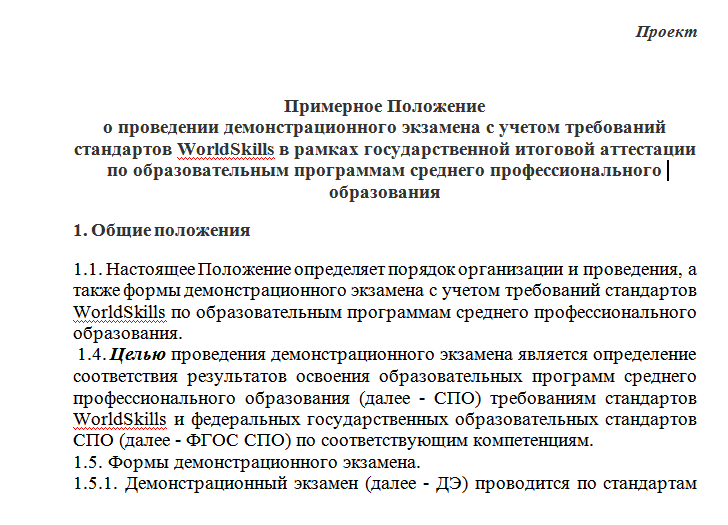 Проект
Примерное Положение
о проведении демонстрационного экзамена с учетом требований
стандартов WorldSkills в рамках государственной итоговой аттестации
по образовательным программам среднего профессионального
образования
1. Общие положения
1.1. Настоящее Положение определяет порядок организации и проведения, а
также формы демонстрационного экзамена с учетом требований стандартов
WorldSkills по образовательным программам среднего профессионального
образования.
1.4. Целью проведения демонстрационного экзамена является определение
соответствия результатов освоения образовательных программ среднего
профессионального образования (далее - СПО) требованиям стандартов
WorldSkills и федеральных государственных образовательных стандартов
СПО (далее - ФГОС СПО) по соответствующим компетенциям.
1.5. Формы демонстрационного экзамена.
1.5.1. Демонстрационный экзамен (далее - ДЭ) проводится по стандартам